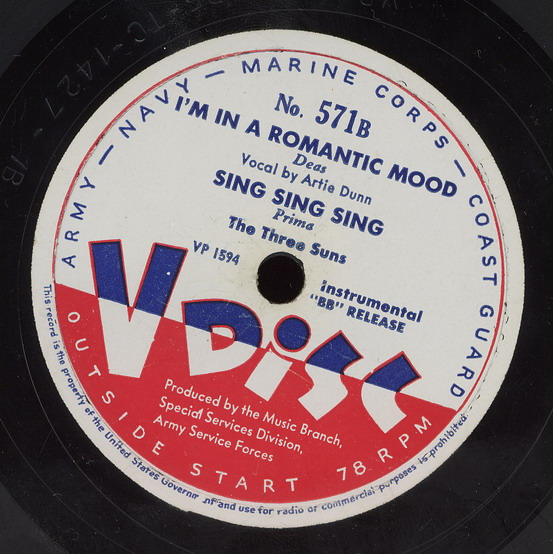 ARMY — NAVY — MARINE CORPS — COAST GUARD
No. 571B
I'M IN A ROMANTIC MOOD
Deas
Vocal by Artie Dunn
SING SING SING
Prima
The Three Suns
VP 1594
instrumental
"BB" RELEASE
V Disc
Produced by the Music Branch,
Special Services Division,
Army Service Forces
OUTSIDE START 78 RPM
This record is the property of the United States Governm nt and use for radio or commercial purposes is prohibited.